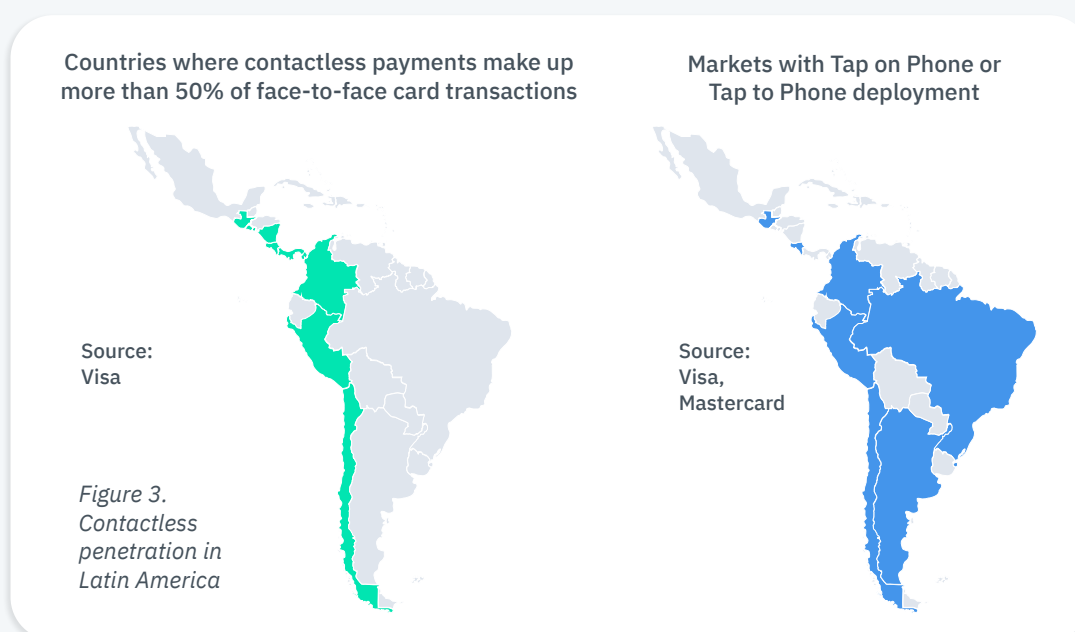 Countries where contactless payments make up
more than 50% of face-to-face card transactions
Source:
Visa
Figure 3.
Contactless
penetration in
Latin America
Markets with Tap on Phone or
Tap to Phone deployment
Source:
Visa,
Mastercard